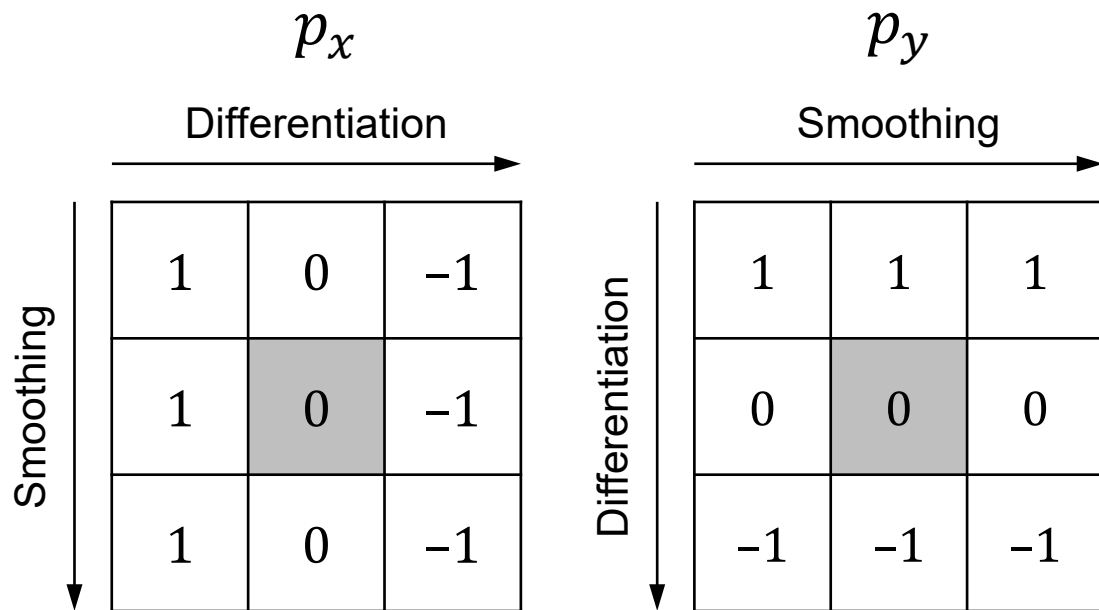 pₓ
Differentiation
Smoothing
1 0 –1
1 0 –1
1 0 –1
p_y
Smoothing
Differentiation
1 1 1
0 0 0
–1 –1 –1